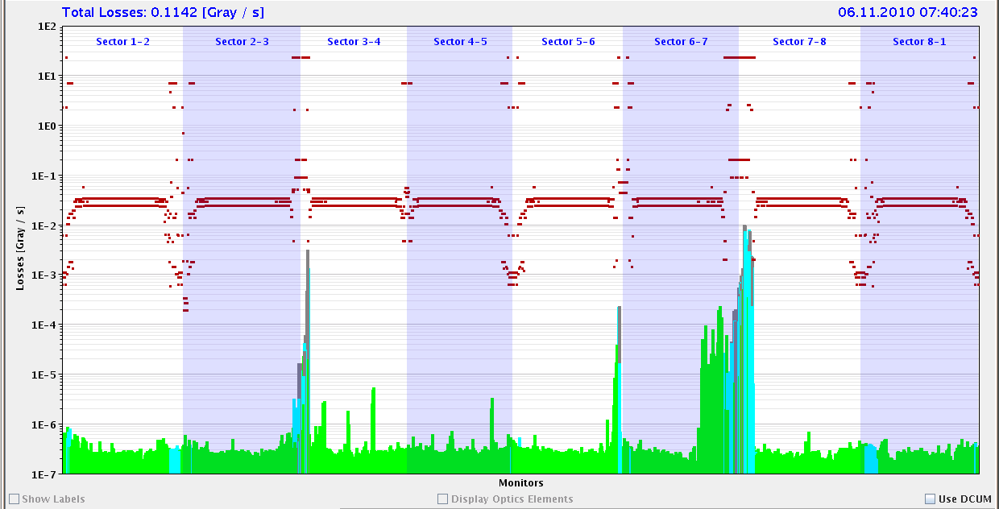 Total Losses: 0.1142 [Gray / s] 06.11.2010 07:40:23
1E2
Sector 1-2 Sector 2-3 Sector 3-4 Sector 4-5 Sector 5-6 Sector 6-7 Sector 7-8 Sector 8-1
1E1
1E0
1E-1
1E-2
1E-3
1E-4
1E-5
1E-6
1E-7
Losses [Gray / s]
Monitors
Show Labels Display Optics Elements Use DCUM